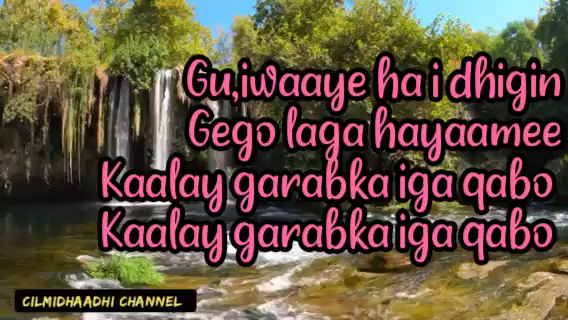 Gu,iwaaye ha i dhigin
Gego laga hayaamee
Kaalay garabka iga qabo
Kaalay garabka iga qabo
CILMIDHAADHI CHANNEL